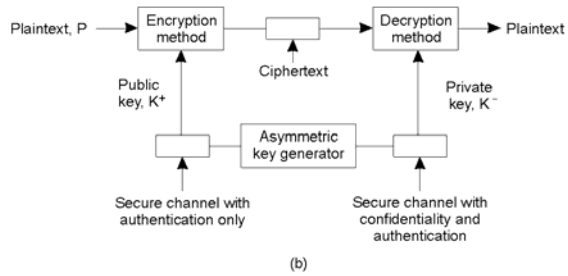 Plaintext, P
Encryption
method
Decryption
method
Plaintext
Ciphertext
Public
key, K⁺
Private
key, K⁻
Asymmetric
key generator
Secure channel with
authentication only
Secure channel with
confidentiality and
authentication
(b)